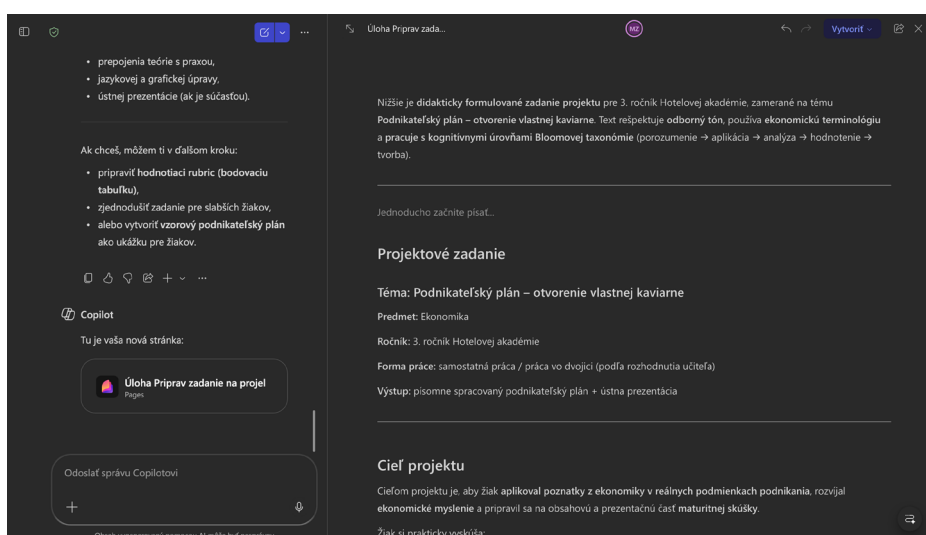 • prepojenia teórie s praxou,
• jazykovej a grafickej úpravy,
• ústnej prezentácie (ak je súčasťou).
Ak chceš, môžem ti v ďalšom kroku:
• pripraviť hodnotiaci rubric (bodovaciu
tabuľku),
• zjednodušiť zadanie pre slabších žiakov,
• alebo vytvoriť vzorový podnikateľský plán
ako ukážku pre žiakov.
Copilot
Tu je vaša nová stránka:
Úloha Priprav zadanie na projel
Pages
Odoslať správu Copilotovi
Úloha Priprav zada...
MZ
Vytvoriť
Nižšie je didakticky formulované zadanie projektu pre 3. ročník Hotelovej akadémie, zamerané na tému
Podnikateľský plán – otvorenie vlastnej kaviarne. Text rešpektuje odborný tón, používa ekonomickú terminológiu
a pracuje s kognitívnymi úrovňami Bloomovej taxonómie (porozumenie → aplikácia → analýza → hodnotenie →
tvorba).
Jednoducho začnite písať...
Projektové zadanie
Téma: Podnikateľský plán – otvorenie vlastnej kaviarne
Predmet: Ekonomika
Ročník: 3. ročník Hotelovej akadémie
Forma práce: samostatná práca / práca vo dvojici (podľa rozhodnutia učiteľa)
Výstup: písomne spracovaný podnikateľský plán + ústna prezentácia
Cieľ projektu
Cieľom projektu je, aby žiak aplikoval poznatky z ekonomiky v reálnych podmienkach podnikania, rozvíjal
ekonomické myslenie a pripravil sa na obsahovú a prezentačnú časť maturitnej skúšky.
Žiak si prakticky vyskúša: